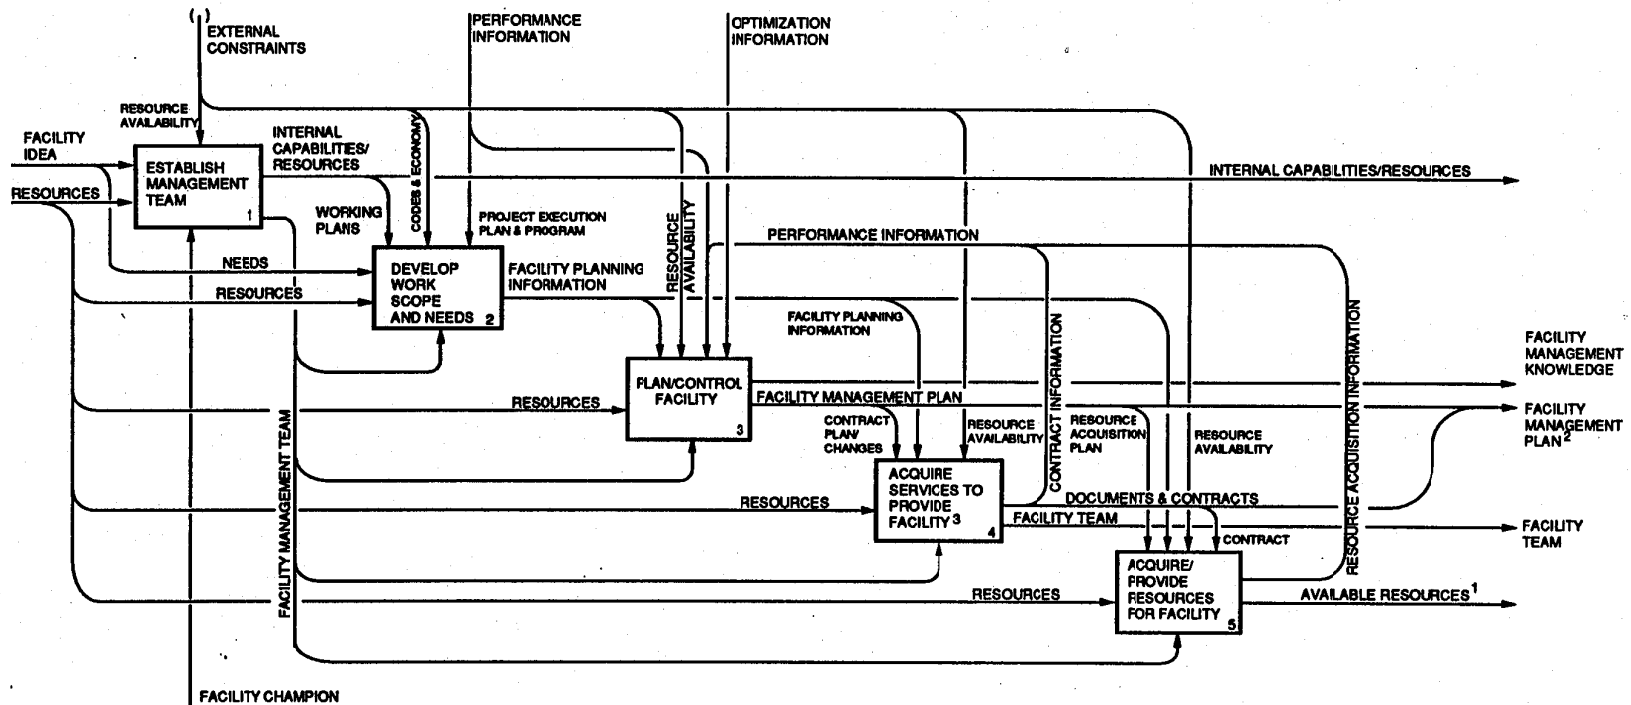 ( )
EXTERNAL
CONSTRAINTS
PERFORMANCE
INFORMATION
OPTIMIZATION
INFORMATION
RESOURCE
AVAILABILITY
FACILITY
IDEA
RESOURCES
ESTABLISH
MANAGEMENT
TEAM
1
INTERNAL
CAPABILITIES/
RESOURCES
WORKING
PLANS
CODES & ECONOMY
PROJECT EXECUTION
PLAN & PROGRAM
INTERNAL CAPABILITIES/RESOURCES
NEEDS
RESOURCES
DEVELOP
WORK
SCOPE
AND NEEDS
2
FACILITY PLANNING
INFORMATION
RESOURCE
AVAILABILITY
PERFORMANCE INFORMATION
FACILITY PLANNING
INFORMATION
RESOURCES
PLAN/CONTROL
FACILITY
3
FACILITY MANAGEMENT PLAN
CONTRACT
PLAN/
CHANGES
RESOURCE
AVAILABILITY
CONTRACT INFORMATION
RESOURCE
ACQUISITION
PLAN
RESOURCE
AVAILABILITY
RESOURCE ACQUISITION INFORMATION
FACILITY
MANAGEMENT
KNOWLEDGE
FACILITY
MANAGEMENT
PLAN2
FACILITY MANAGEMENT TEAM
RESOURCES
ACQUIRE
SERVICES TO
PROVIDE
FACILITY 3
4
DOCUMENTS & CONTRACTS
FACILITY TEAM
CONTRACT
FACILITY
TEAM
RESOURCES
ACQUIRE/
PROVIDE
RESOURCES
FOR FACILITY
5
AVAILABLE RESOURCES 1
FACILITY CHAMPION